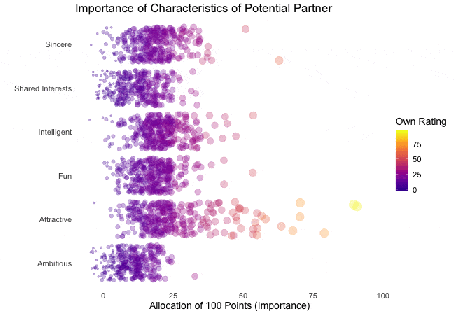 Importance of Characteristics of Potential Partner
Sincere
Shared Interests
Intelligent
Fun
Attractive
Ambitious
0
25
50
75
100
Allocation of 100 Points (Importance)
Own Rating
75
50
25
0